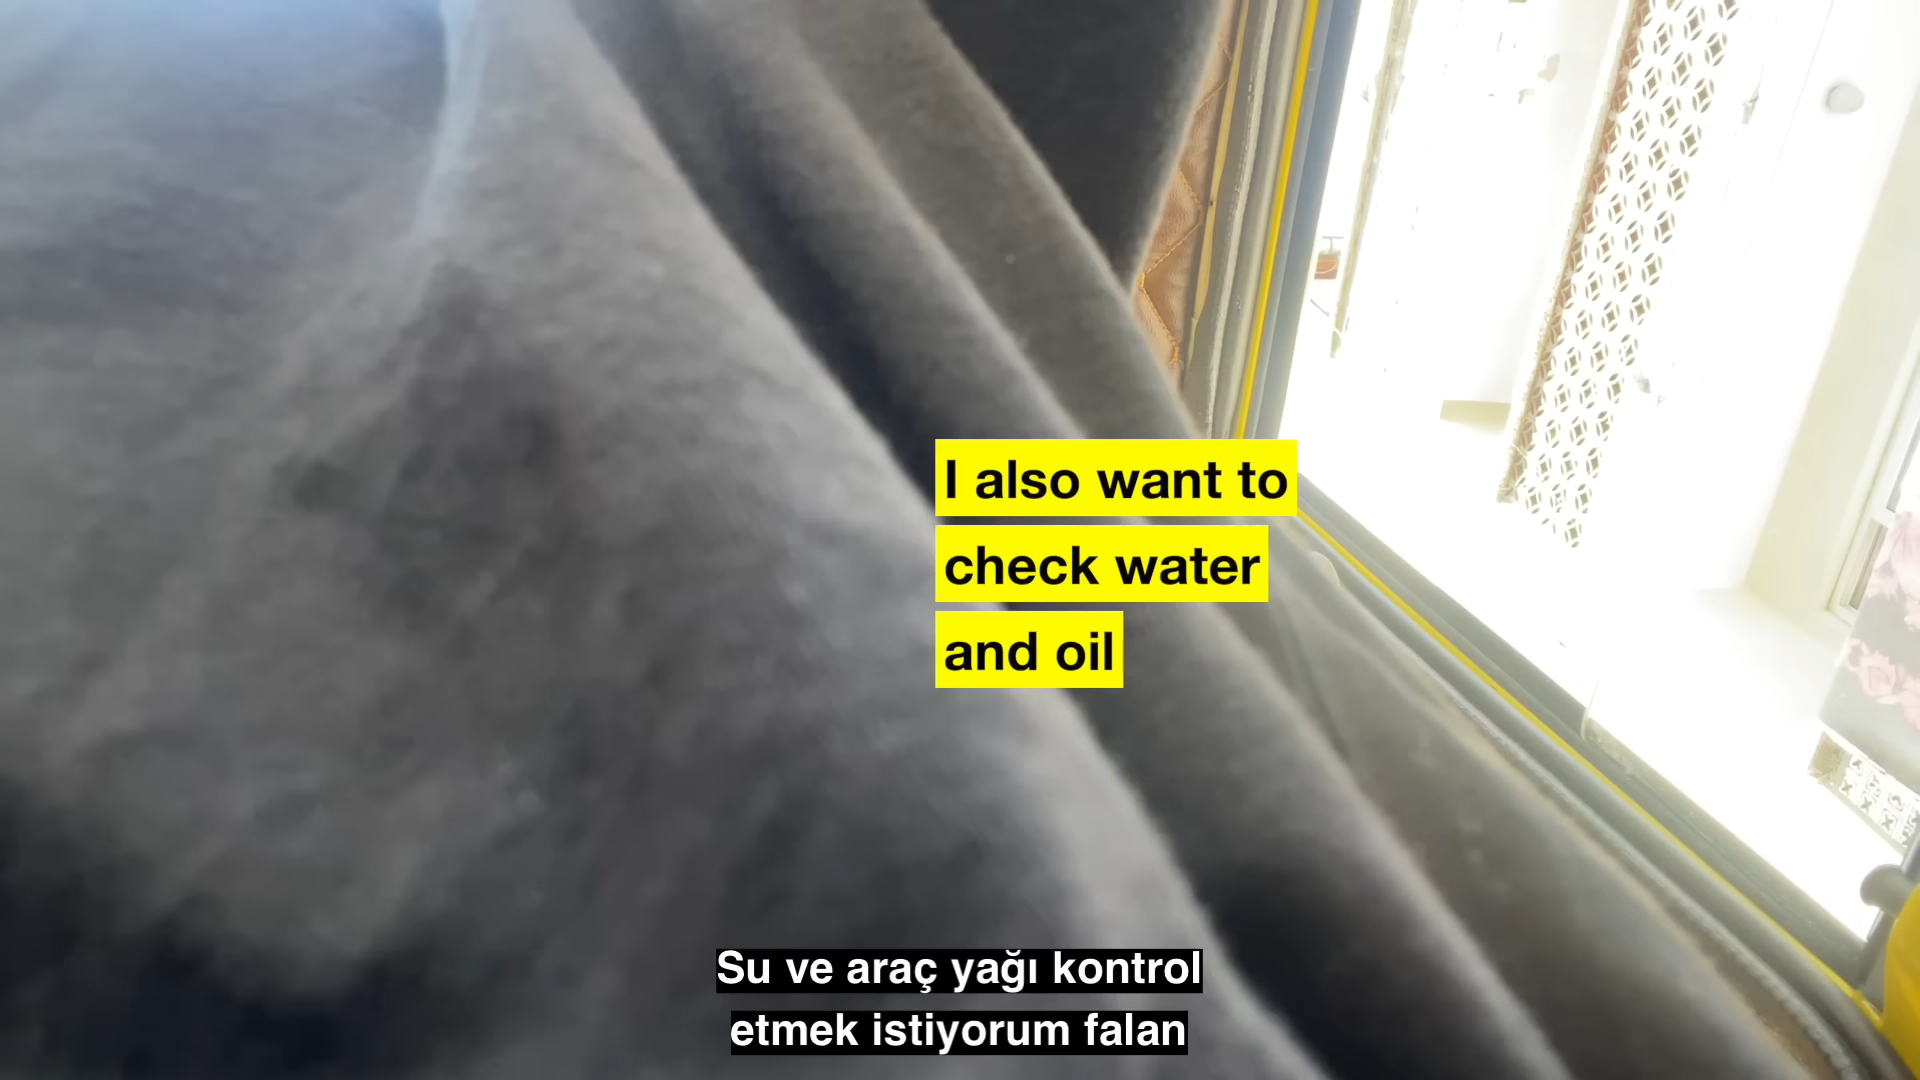 I also want to
check water
and oil
Su ve araç yağı kontrol
etmek istiyorum falan